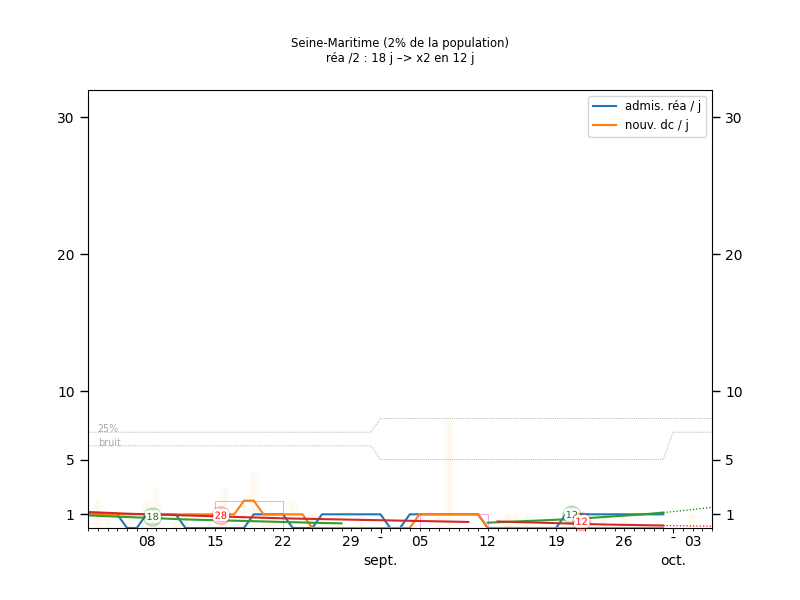 Seine-Maritime (2% de la population)
réa /2 : 18 j –> x2 en 12 j
admis. réa / j
nouv. dc / j
30 30
20 20
10 10
5 5
1 1
25%
bruit
18 28 12 12
08 15 22 29 - 05 12 19 26 - 03
sept. oct.